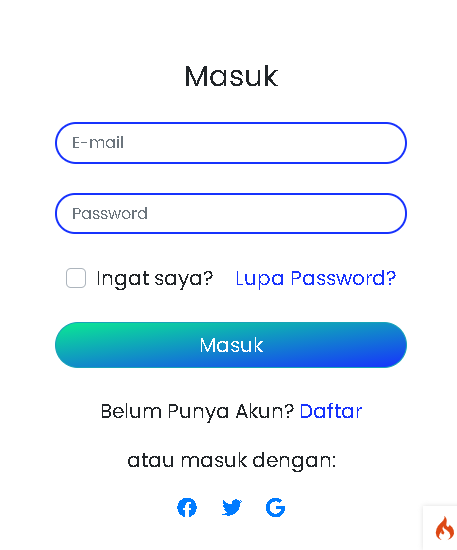 Masuk
E-mail
Password
Ingat saya? Lupa Password?
Masuk
Belum Punya Akun? Daftar
atau masuk dengan: